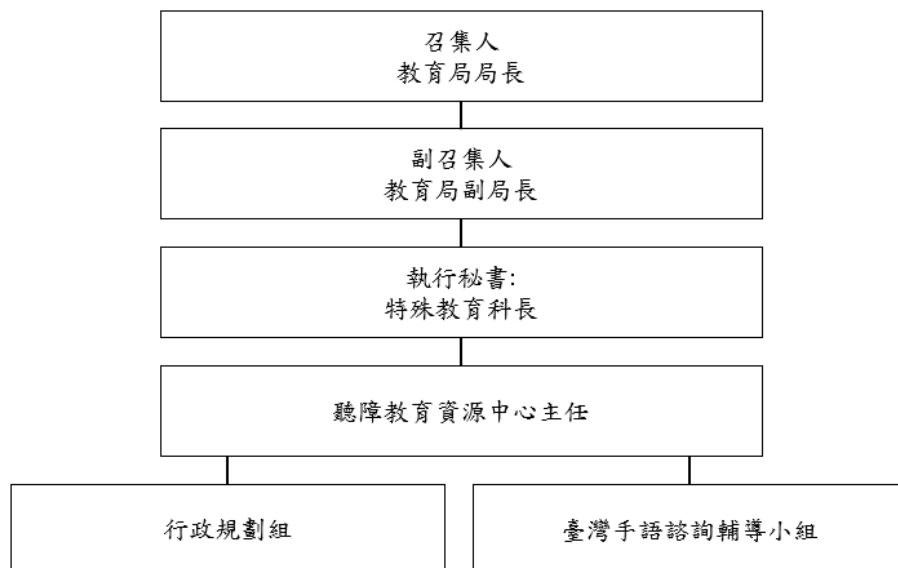 召集人
教育局局長
副召集人
教育局副局長
執行秘書:
特殊教育科長
聽障教育資源中心主任
行政規劃組
臺灣手語諮詢輔導小組